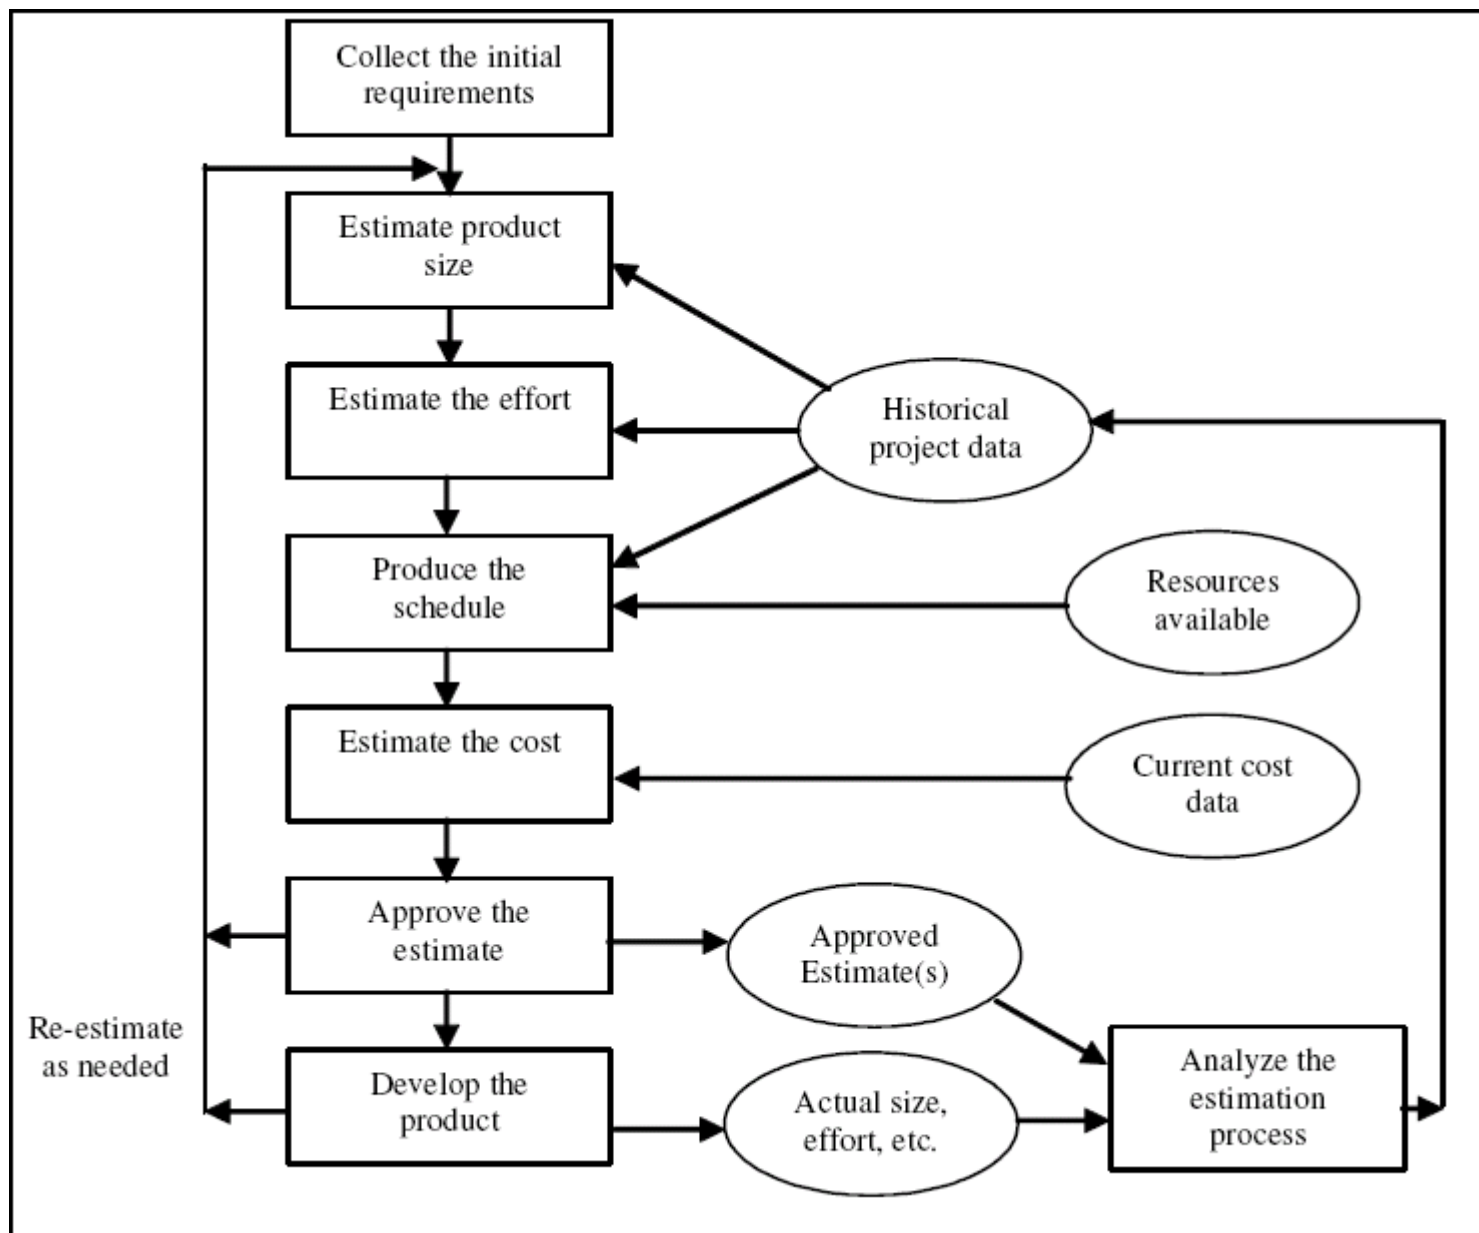 Collect the initial
requirements
Estimate product
size
Estimate the effort
Historical
project data
Produce the
schedule
Resources
available
Estimate the cost
Current cost
data
Approve the
estimate
Approved
Estimate(s)
Re-estimate
as needed
Develop the
product
Actual size,
effort, etc.
Analyze the
estimation
process